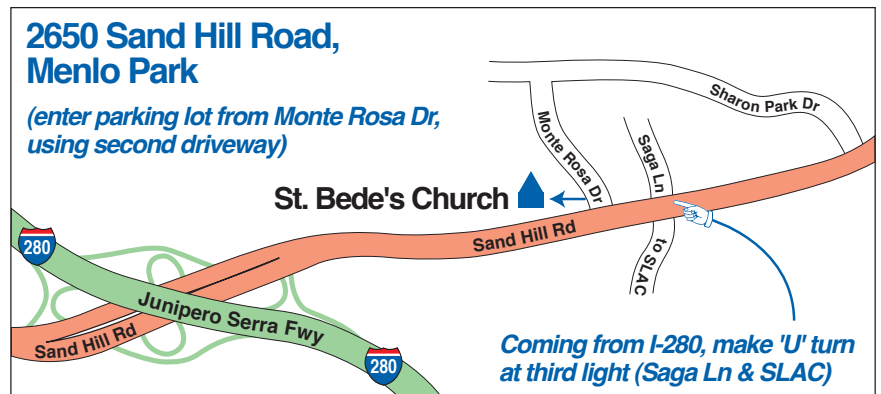 2650 Sand Hill Road,
Menlo Park
(enter parking lot from Monte Rosa Dr,
using second driveway)
Sharon Park Dr
Monte Rosa Dr
Saga Ln
St. Bede's Church
Sand Hill Rd
to SLAC
280
Junipero Serra Fwy
Sand Hill Rd
280
Coming from I-280, make 'U' turn
at third light (Saga Ln & SLAC)